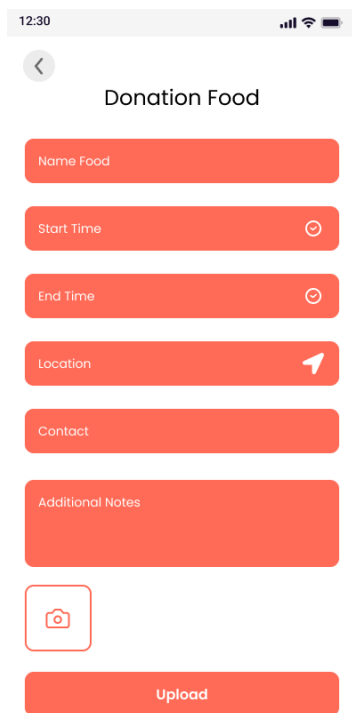 12:30
Donation Food
Name Food
Start Time
End Time
Location
Contact
Additional Notes
Upload